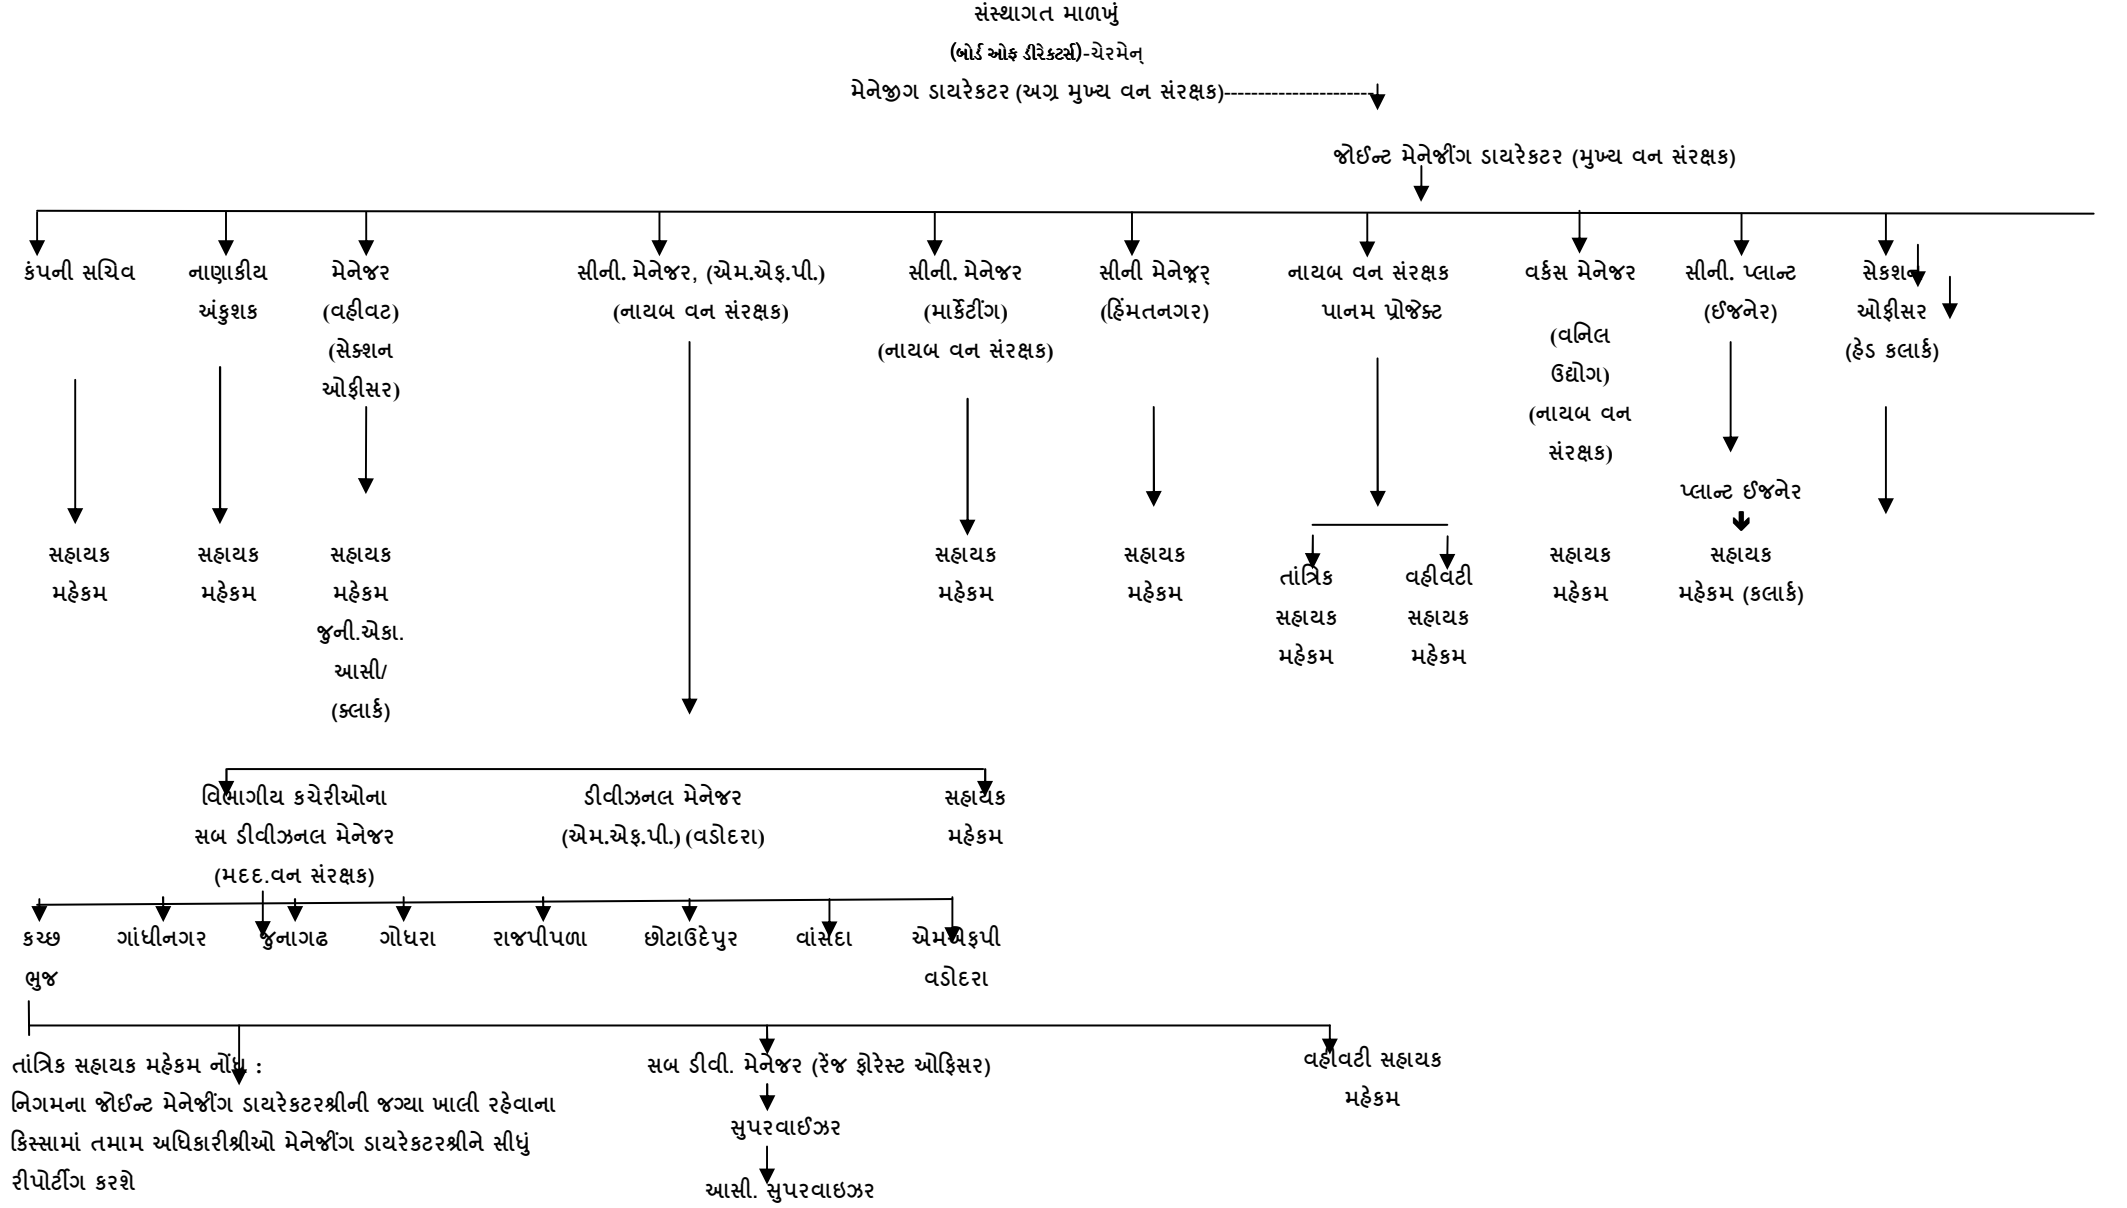 સંસ્થાગત માળખું
(બોર્ડ ઓફ ડીરેકટર્સ)-ચેરમેન્
મેનેજીગ ડાયરેકટર (અગ્ર મુખ્ય વન સંરક્ષક)----------------------
જોઈન્ટ મેનેજીંગ ડાયરેકટર (મુખ્ય વન સંરક્ષક)
કંપની સચિવ
નાણાકીય
અંકુશક
મેનેજર
(વહીવટ)
(સેક્શન
ઓફીસર)
સીની. મેનેજર, (એમ.એફ.પી.)
(નાયબ વન સંરક્ષક)
સીની. મેનેજર
(માર્કેટીંગ)
(નાયબ વન સંરક્ષક)
સીની મેનેજ્રર્
(હિંમતનગર)
નાયબ વન સંરક્ષક
પાનમ પ્રોજેક્ટ
વર્કસ મેનેજર
(વનિલ
ઉદ્યોગ)
(નાયબ વન
સંરક્ષક)
સીની. પ્લાન્ટ
(ઈજનેર)
સેકશન
ઓફીસર
(હેડ કલાર્ક)
પ્લાન્ટ ઈજનેર
સહાયક
મહેકમ
સહાયક
મહેકમ
સહાયક
મહેકમ
જુની.એકા.
આસી/
(ક્લાર્ક)
સહાયક
મહેકમ
સહાયક
મહેકમ
તાંત્રિક
સહાયક
મહેકમ
વહીવટી
સહાયક
મહેકમ
સહાયક
મહેકમ
સહાયક
મહેકમ (કલાર્ક)
વિભાગીય કચેરીઓના
સબ ડીવીઝનલ મેનેજર
(મદદ.વન સંરક્ષક)
ડીવીઝનલ મેનેજર
(એમ.એફ.પી.) (વડોદરા)
સહાયક
મહેકમ
કચ્છ
ભુજ
ગાંધીનગર
જુનાગઢ
ગોધરા
રાજપીપળા
છોટાઉદેપુર
વાંસદા
એમએફપી
વડોદરા
તાંત્રિક સહાયક મહેકમ નોંધ :
નિગમના જોઈન્ટ મેનેજીંગ ડાયરેકટરશ્રીની જગ્યા ખાલી રહેવાના
કિસ્સામાં તમામ અધિકારીશ્રીઓ મેનેજીંગ ડાયરેકટરશ્રીને સીધું
રીપોર્ટીગ કરશે
સબ ડીવી. મેનેજર (રેંજ ફોરેસ્ટ ઓફિસર)
સુપરવાઈઝર
આસી. સુપરવાઇઝર
વહીવટી સહાયક
મહેકમ